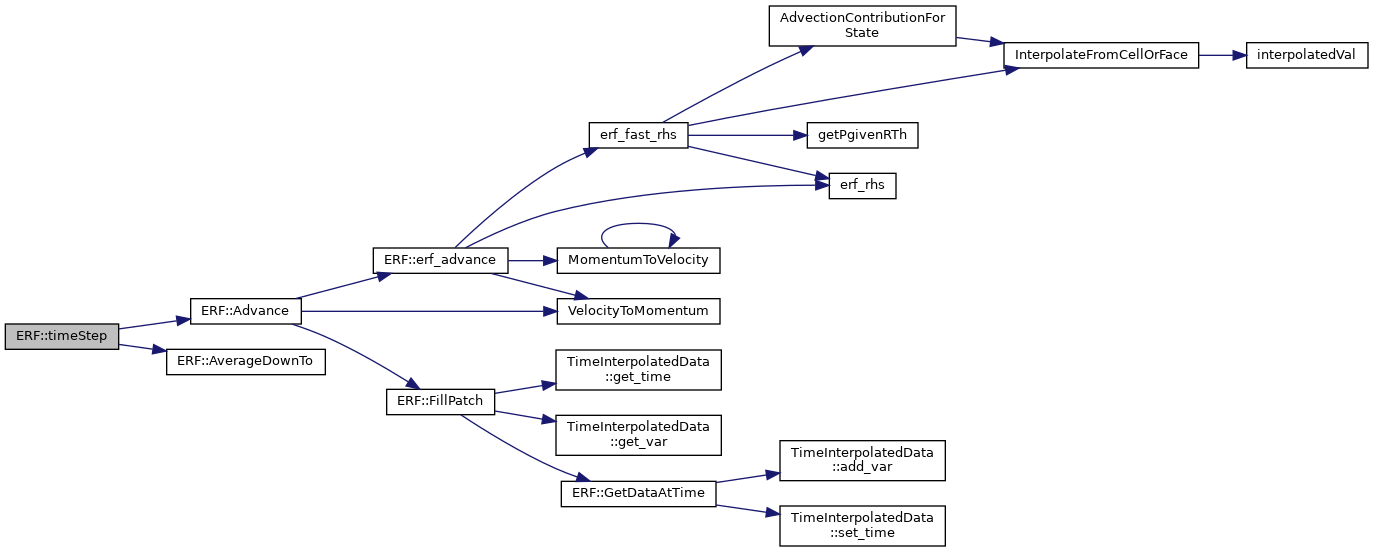 AdvectionContributionFor
State
InterpolateFromCellOrFace
interpolatedVal
erf_fast_rhs
getPgivenRTh
erf_rhs
ERF::erf_advance
MomentumToVelocity
ERF::Advance
VelocityToMomentum
ERF::timeStep
ERF::AverageDownTo
TimeInterpolatedData
::get_time
ERF::FillPatch
TimeInterpolatedData
::get_var
TimeInterpolatedData
::add_var
ERF::GetDataAtTime
TimeInterpolatedData
::set_time